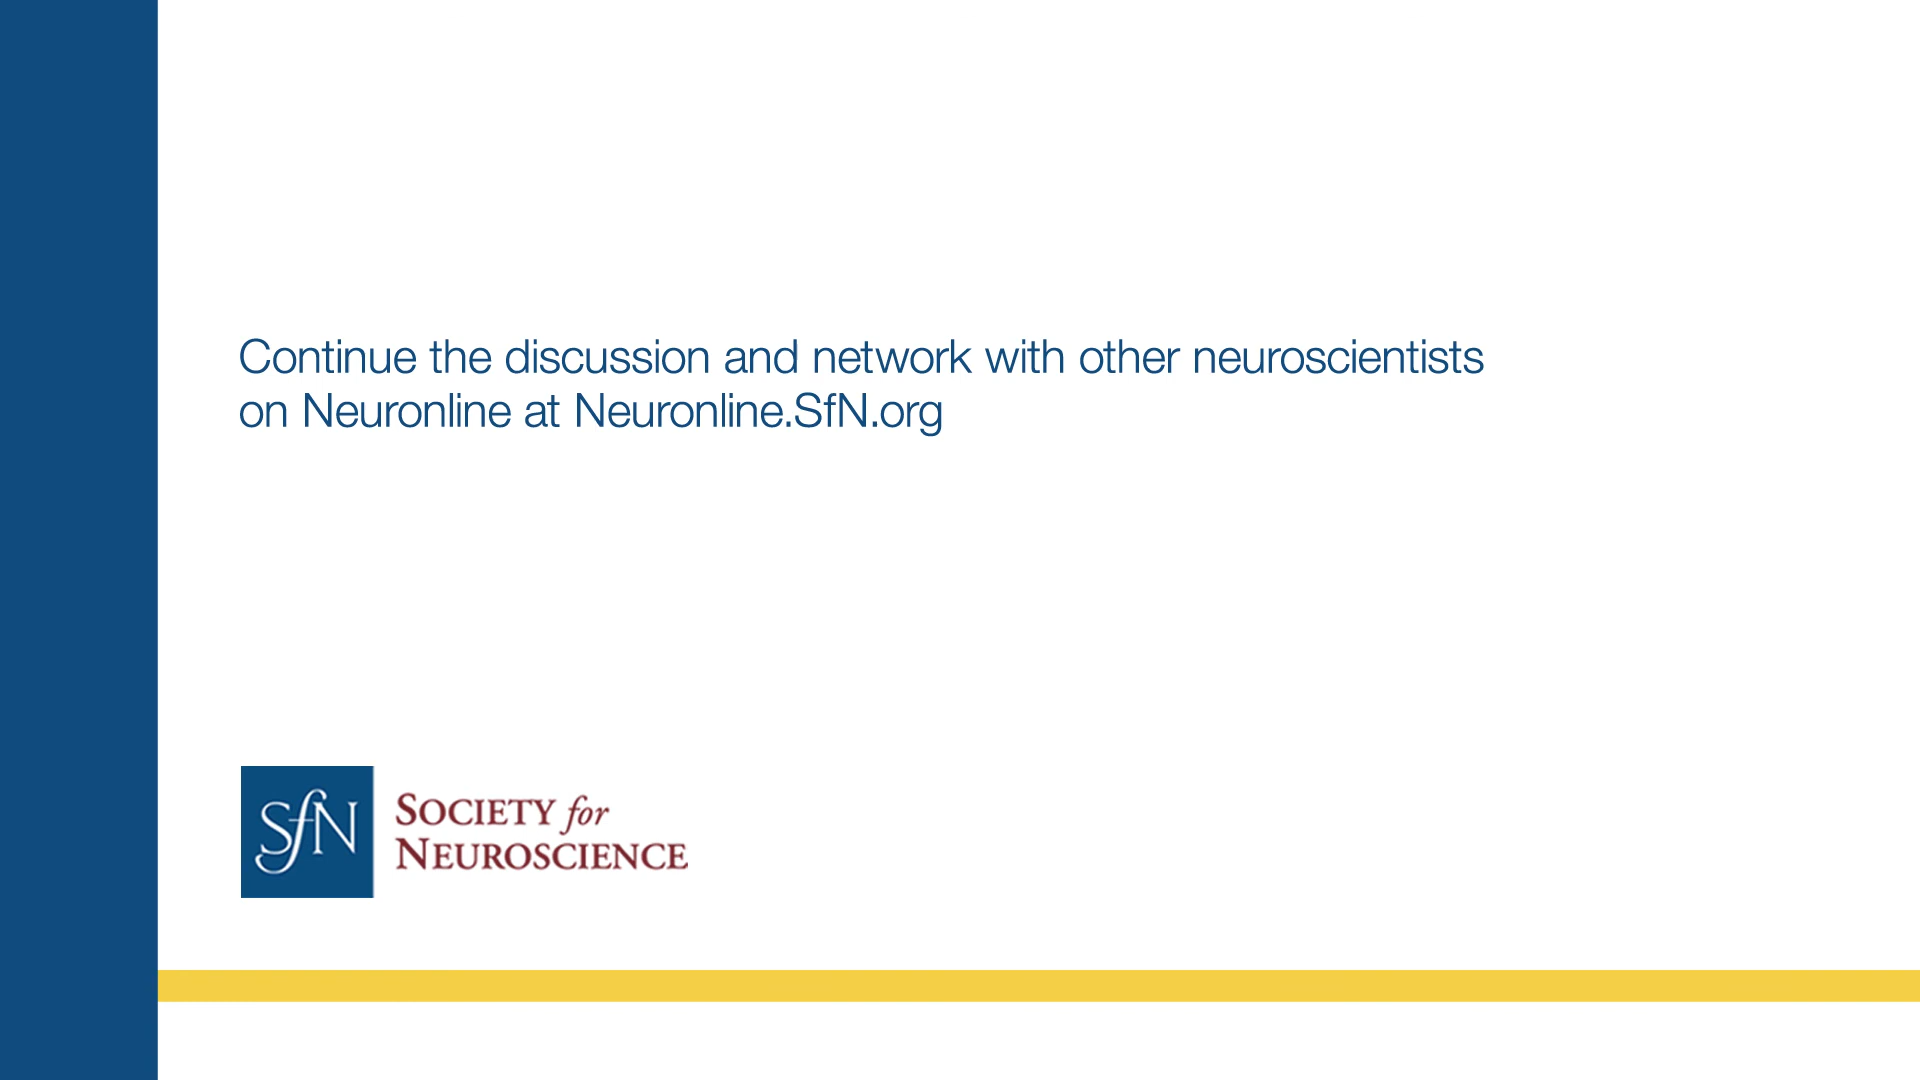 Continue the discussion and network with other neuroscientists
on Neuronline at Neuronline.SfN.org
SfN
SOCIETY for
NEUROSCIENCE